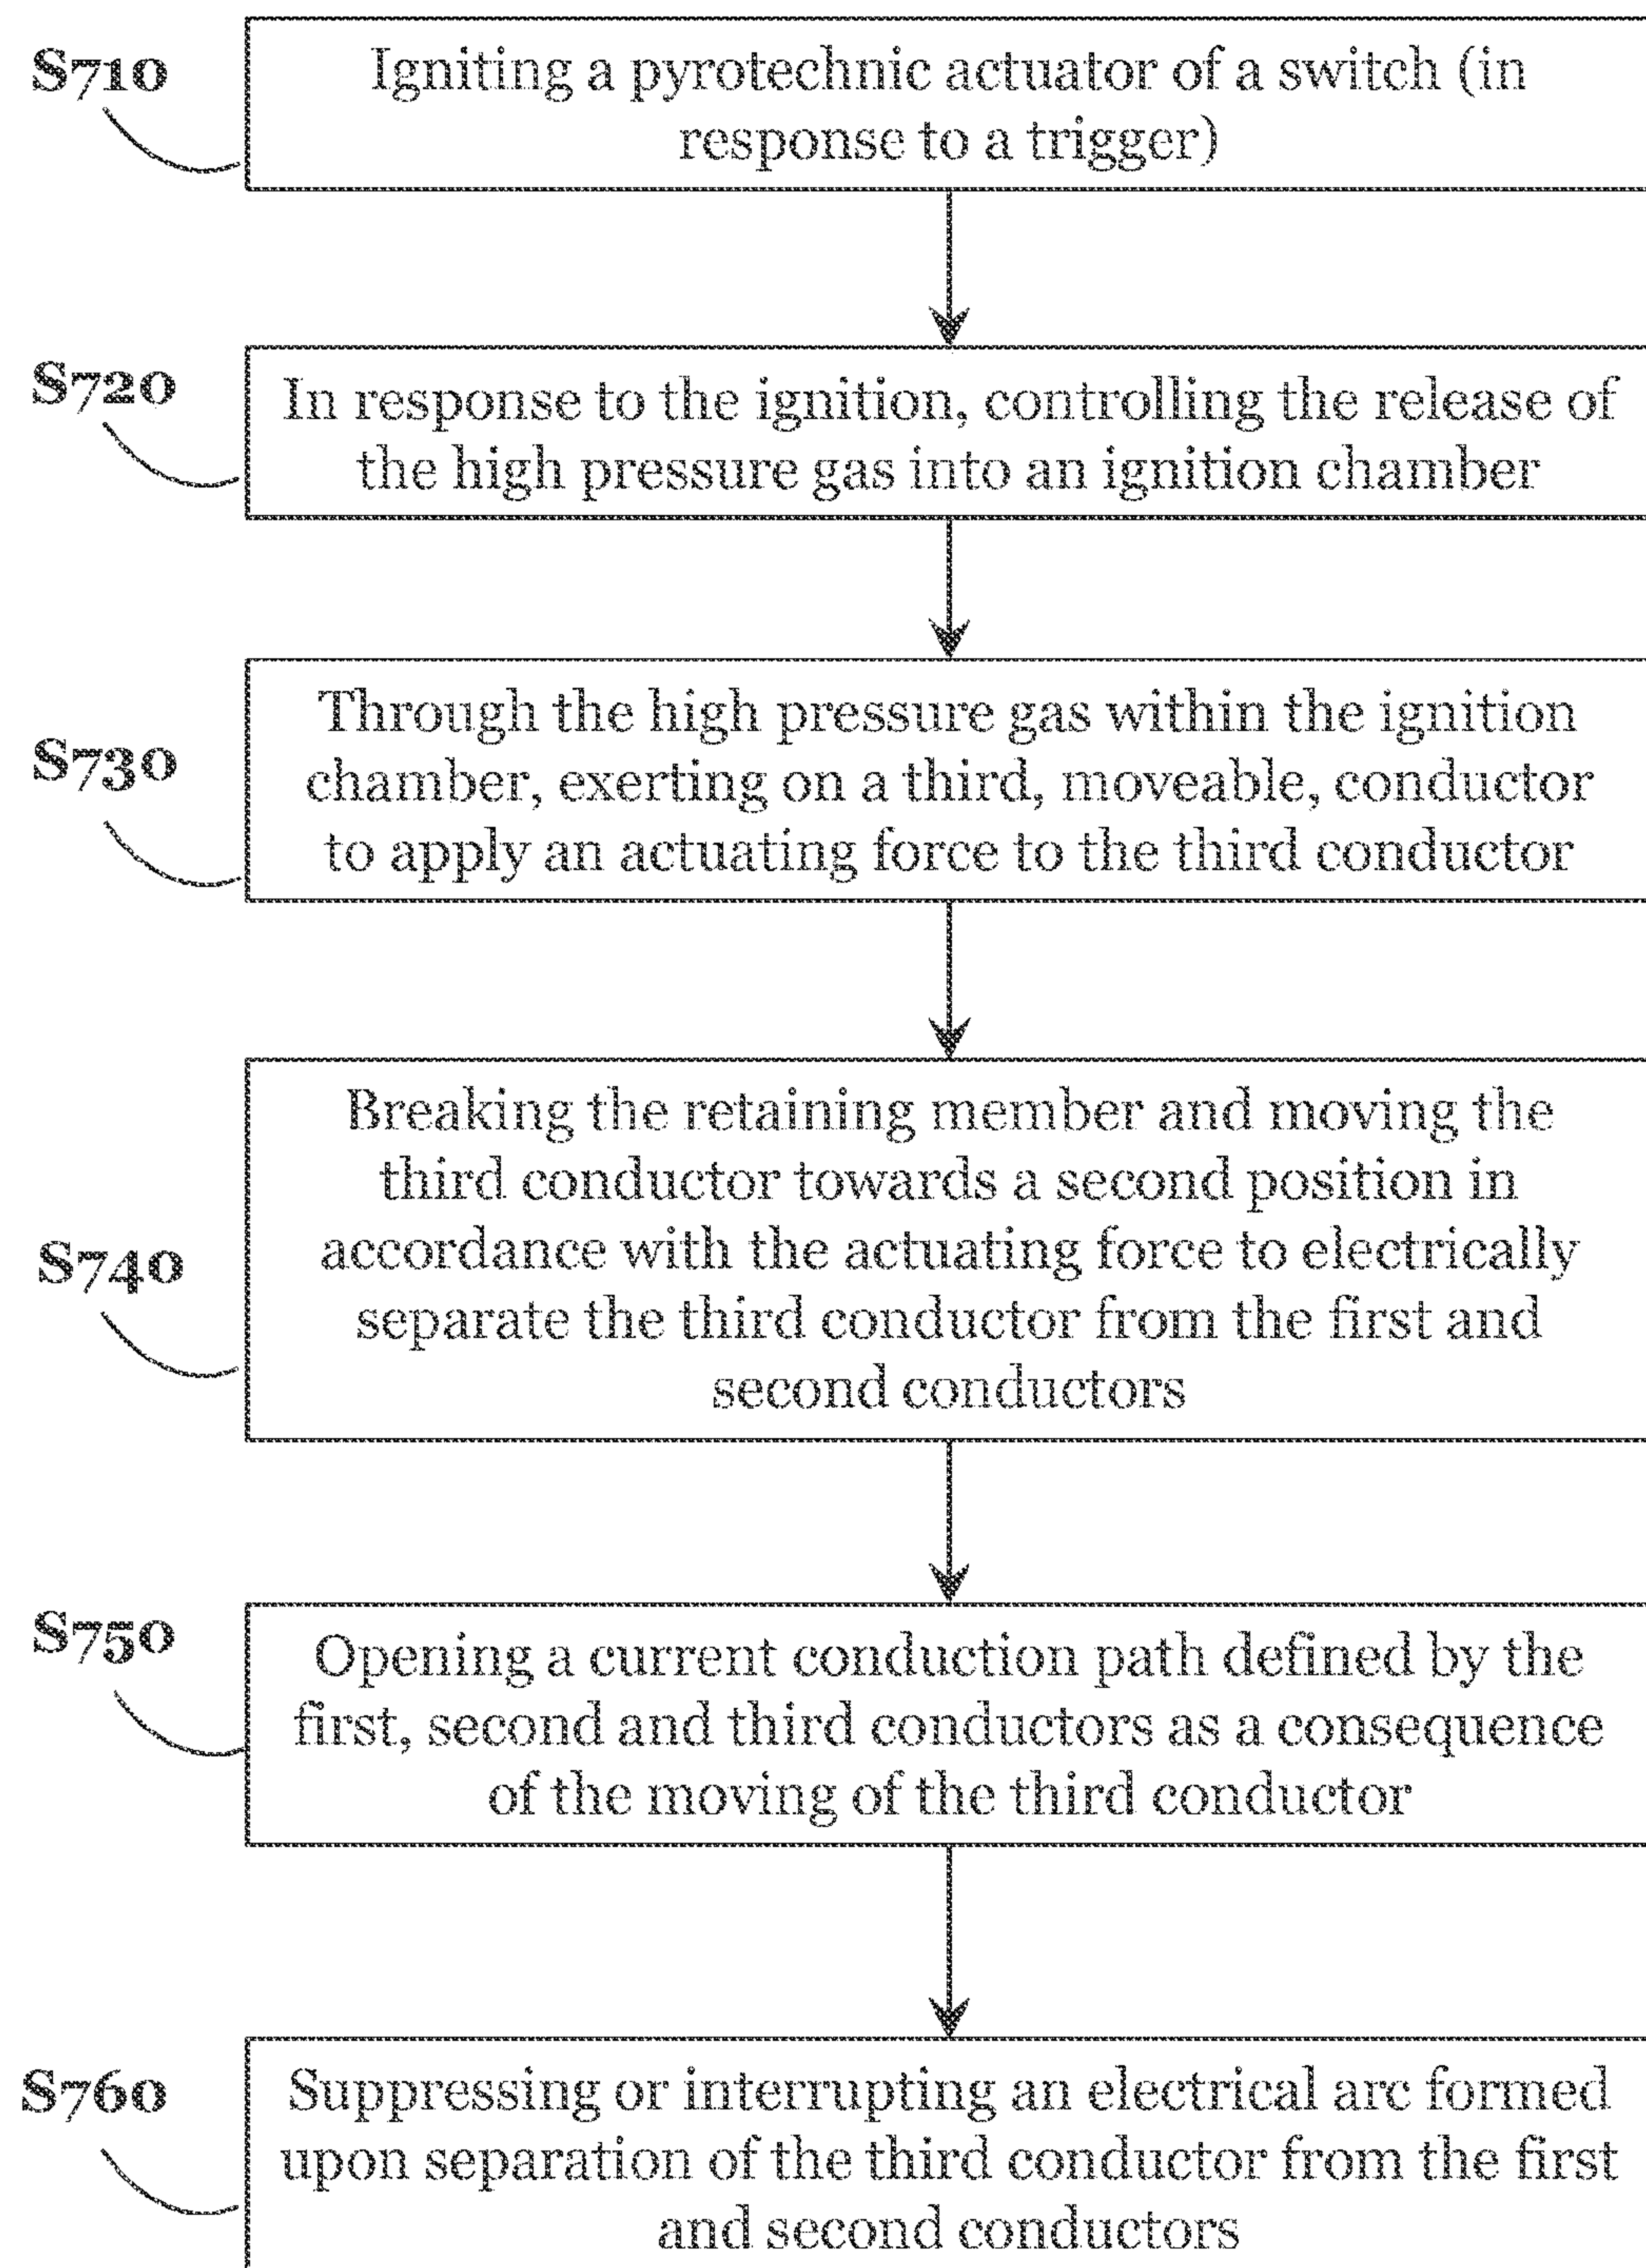 S710
Igniting a pyrotechnic actuator of a switch (in
response to a trigger)
S720
In response to the ignition, controlling the release of
the high pressure gas into an ignition chamber
S730
Through the high pressure gas within the ignition
chamber, exerting on a third, moveable, conductor
to apply an actuating force to the third conductor
S740
Breaking the retaining member and moving the
third conductor towards a second position in
accordance with the actuating force to electrically
separate the third conductor from the first and
second conductors
S750
Opening a current conduction path defined by the
first, second and third conductors as a consequence
of the moving of the third conductor
S760
Suppressing or interrupting an electrical arc formed
upon separation of the third conductor from the first
and second conductors